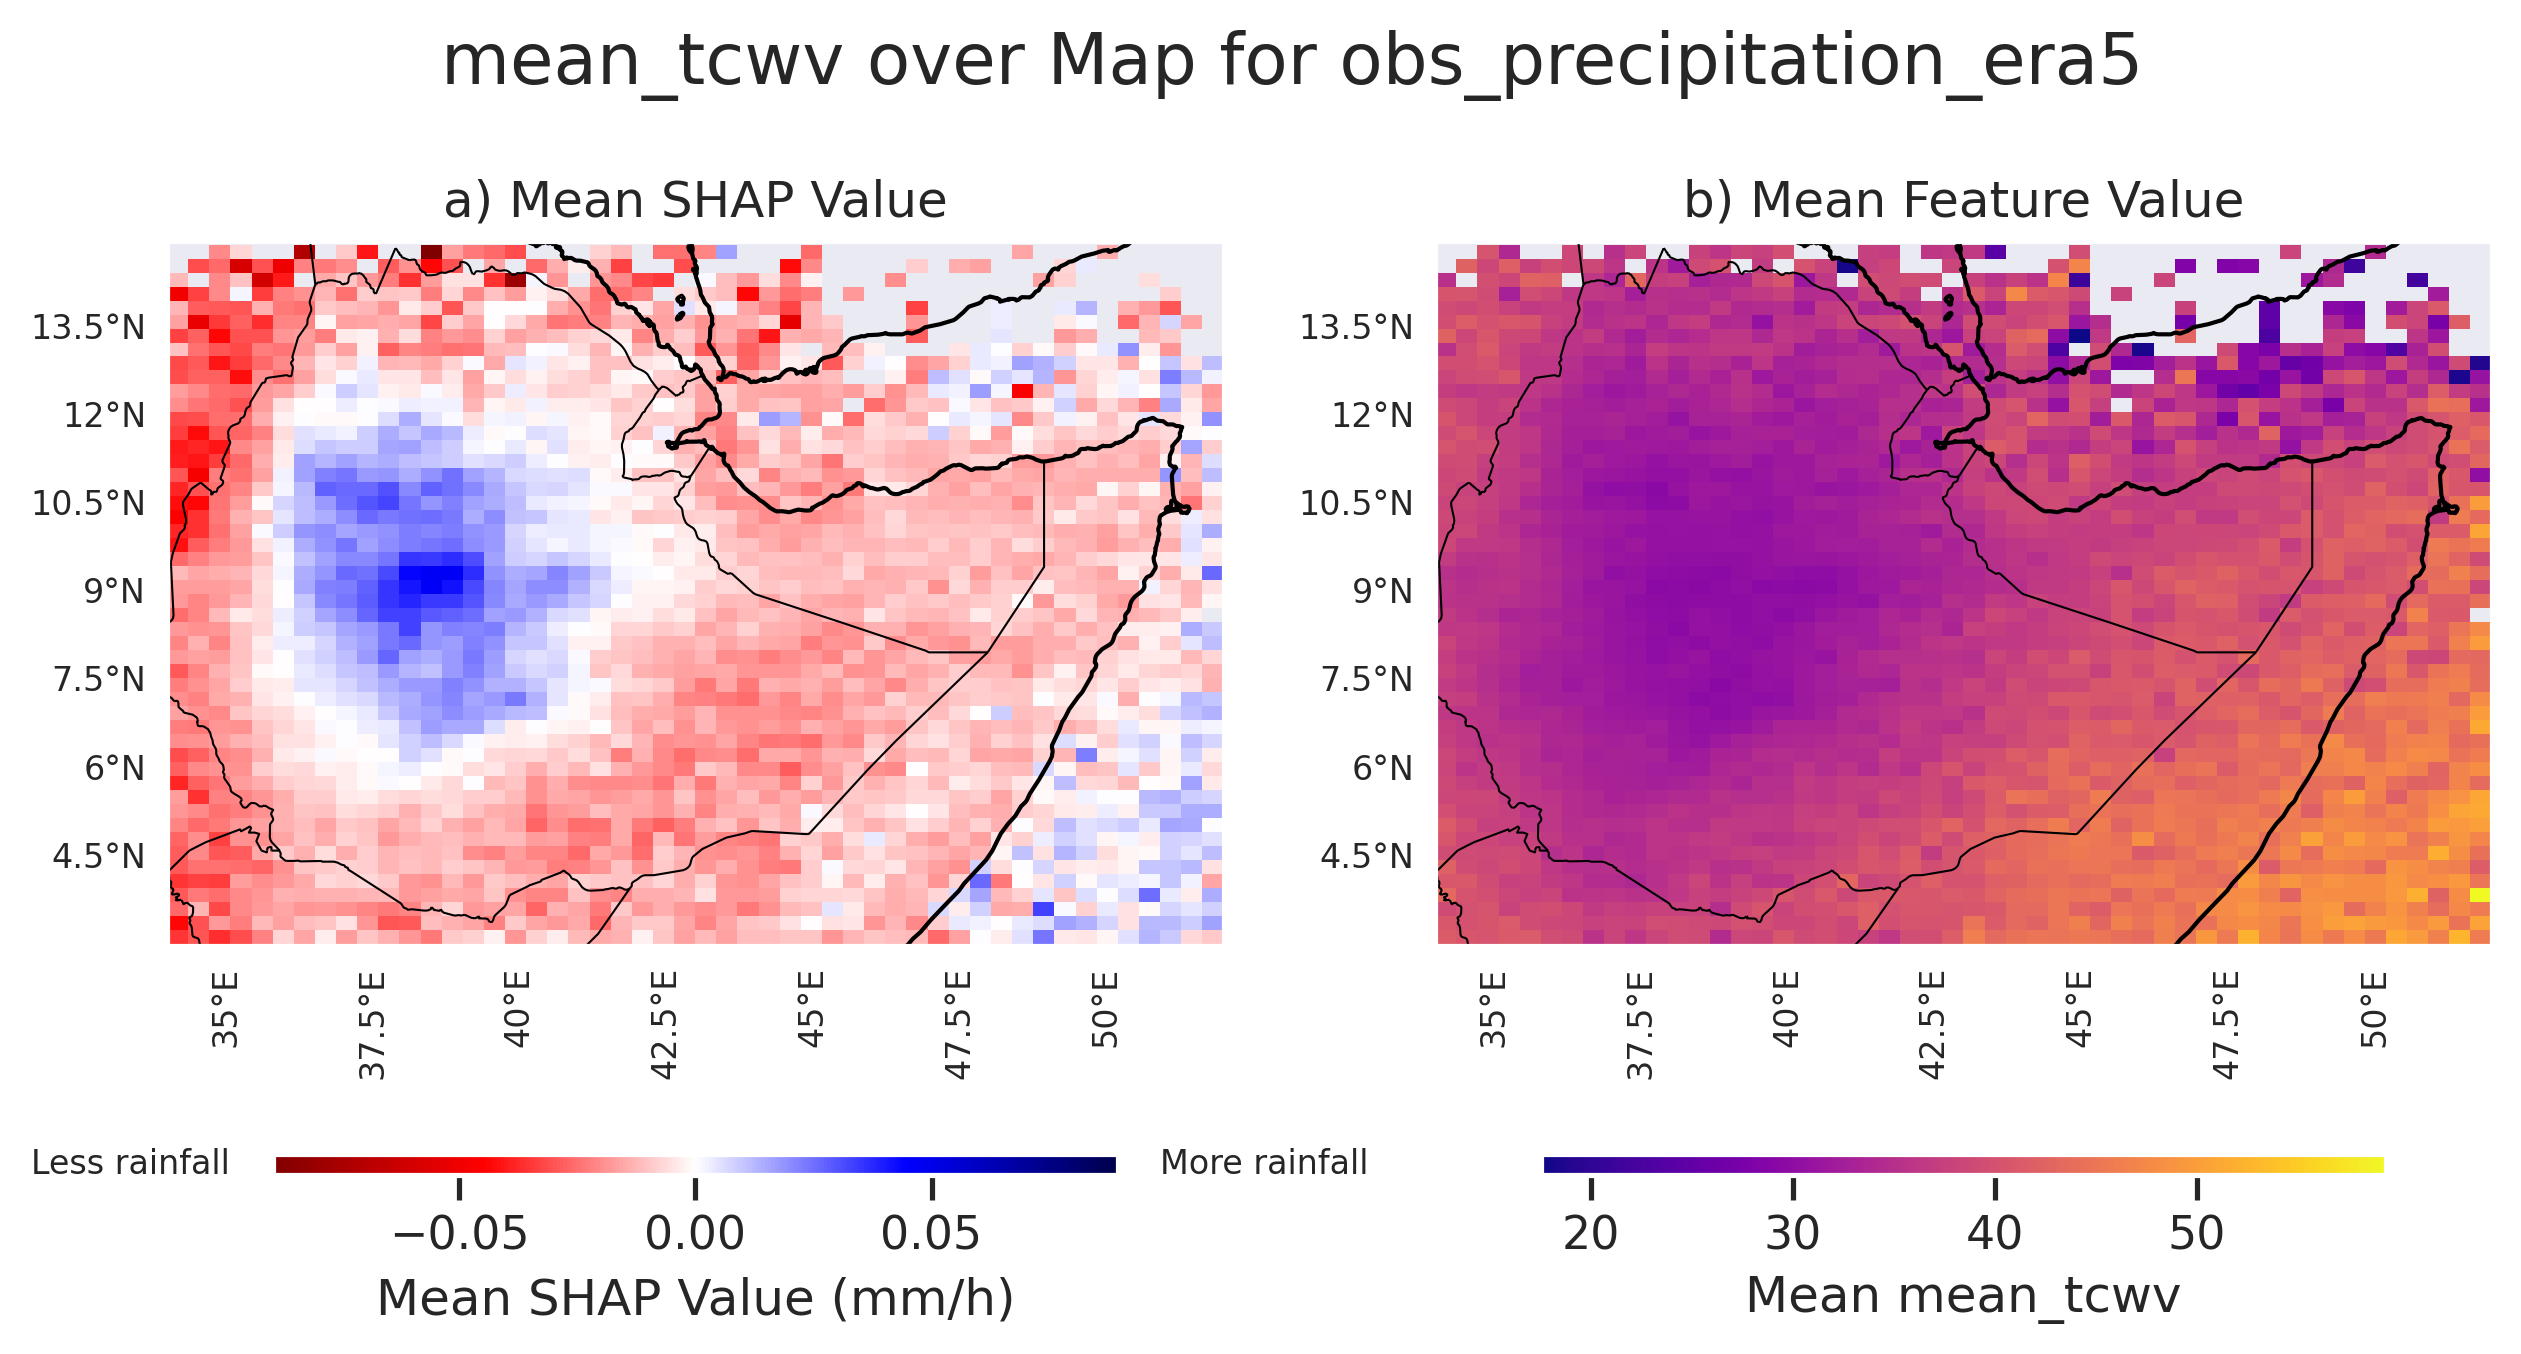 mean_tcwv over Map for obs_precipitation_era5
a) Mean SHAP Value
13.5°N
12°N
10.5°N
9°N
7.5°N
6°N
4.5°N
35°E
37.5°E
40°E
42.5°E
45°E
47.5°E
50°E
Less rainfall
More rainfall
−0.05
0.00
0.05
Mean SHAP Value (mm/h)
b) Mean Feature Value
13.5°N
12°N
10.5°N
9°N
7.5°N
6°N
4.5°N
35°E
37.5°E
40°E
42.5°E
45°E
47.5°E
50°E
20
30
40
50
Mean mean_tcwv